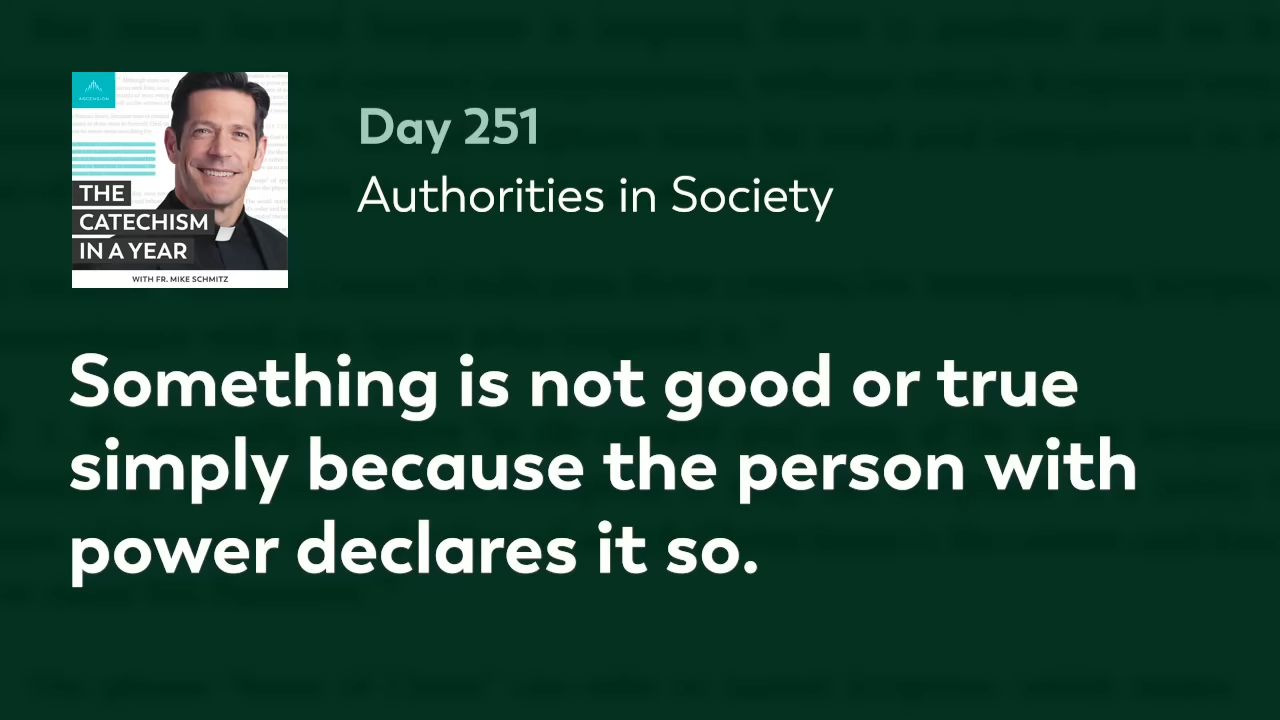 ASCENSION
THE
CATECHISM
IN A YEAR
WITH FR. MIKE SCHMITZ
Day 251
Authorities in Society
Something is not good or true
simply because the person with
power declares it so.